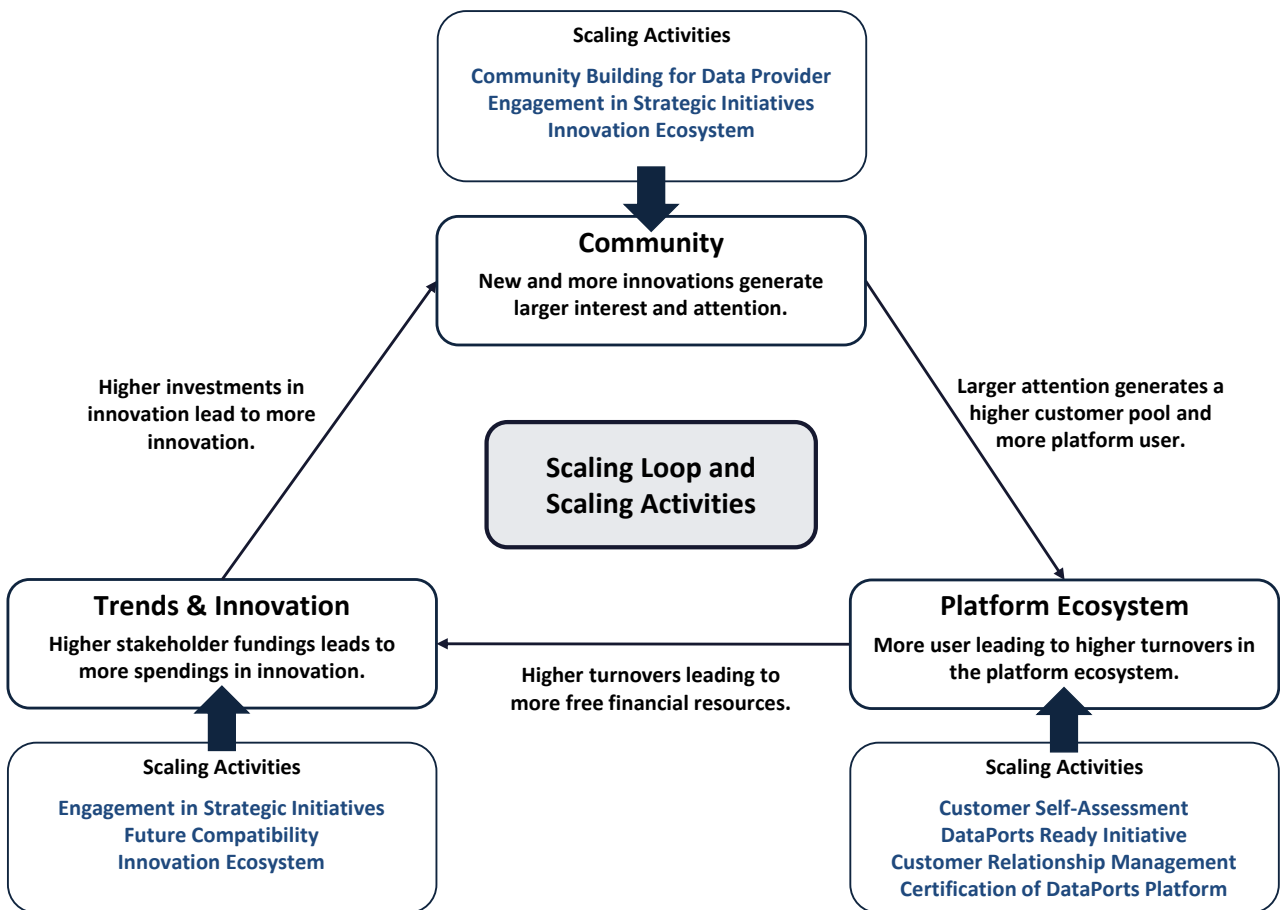 Scaling Activities
Community Building for Data Provider
Engagement in Strategic Initiatives
Innovation Ecosystem
Community
New and more innovations generate
larger interest and attention.
Higher investments in
innovation lead to more
innovation.
Larger attention generates a
higher customer pool and
more platform user.
Scaling Loop and
Scaling Activities
Trends & Innovation
Higher stakeholder fundings leads to
more spendings in innovation.
Higher turnovers leading to
more free financial resources.
Platform Ecosystem
More user leading to higher turnovers in
the platform ecosystem.
Scaling Activities
Engagement in Strategic Initiatives
Future Compatibility
Innovation Ecosystem
Scaling Activities
Customer Self-Assessment
DataPorts Ready Initiative
Customer Relationship Management
Certification of DataPorts Platform